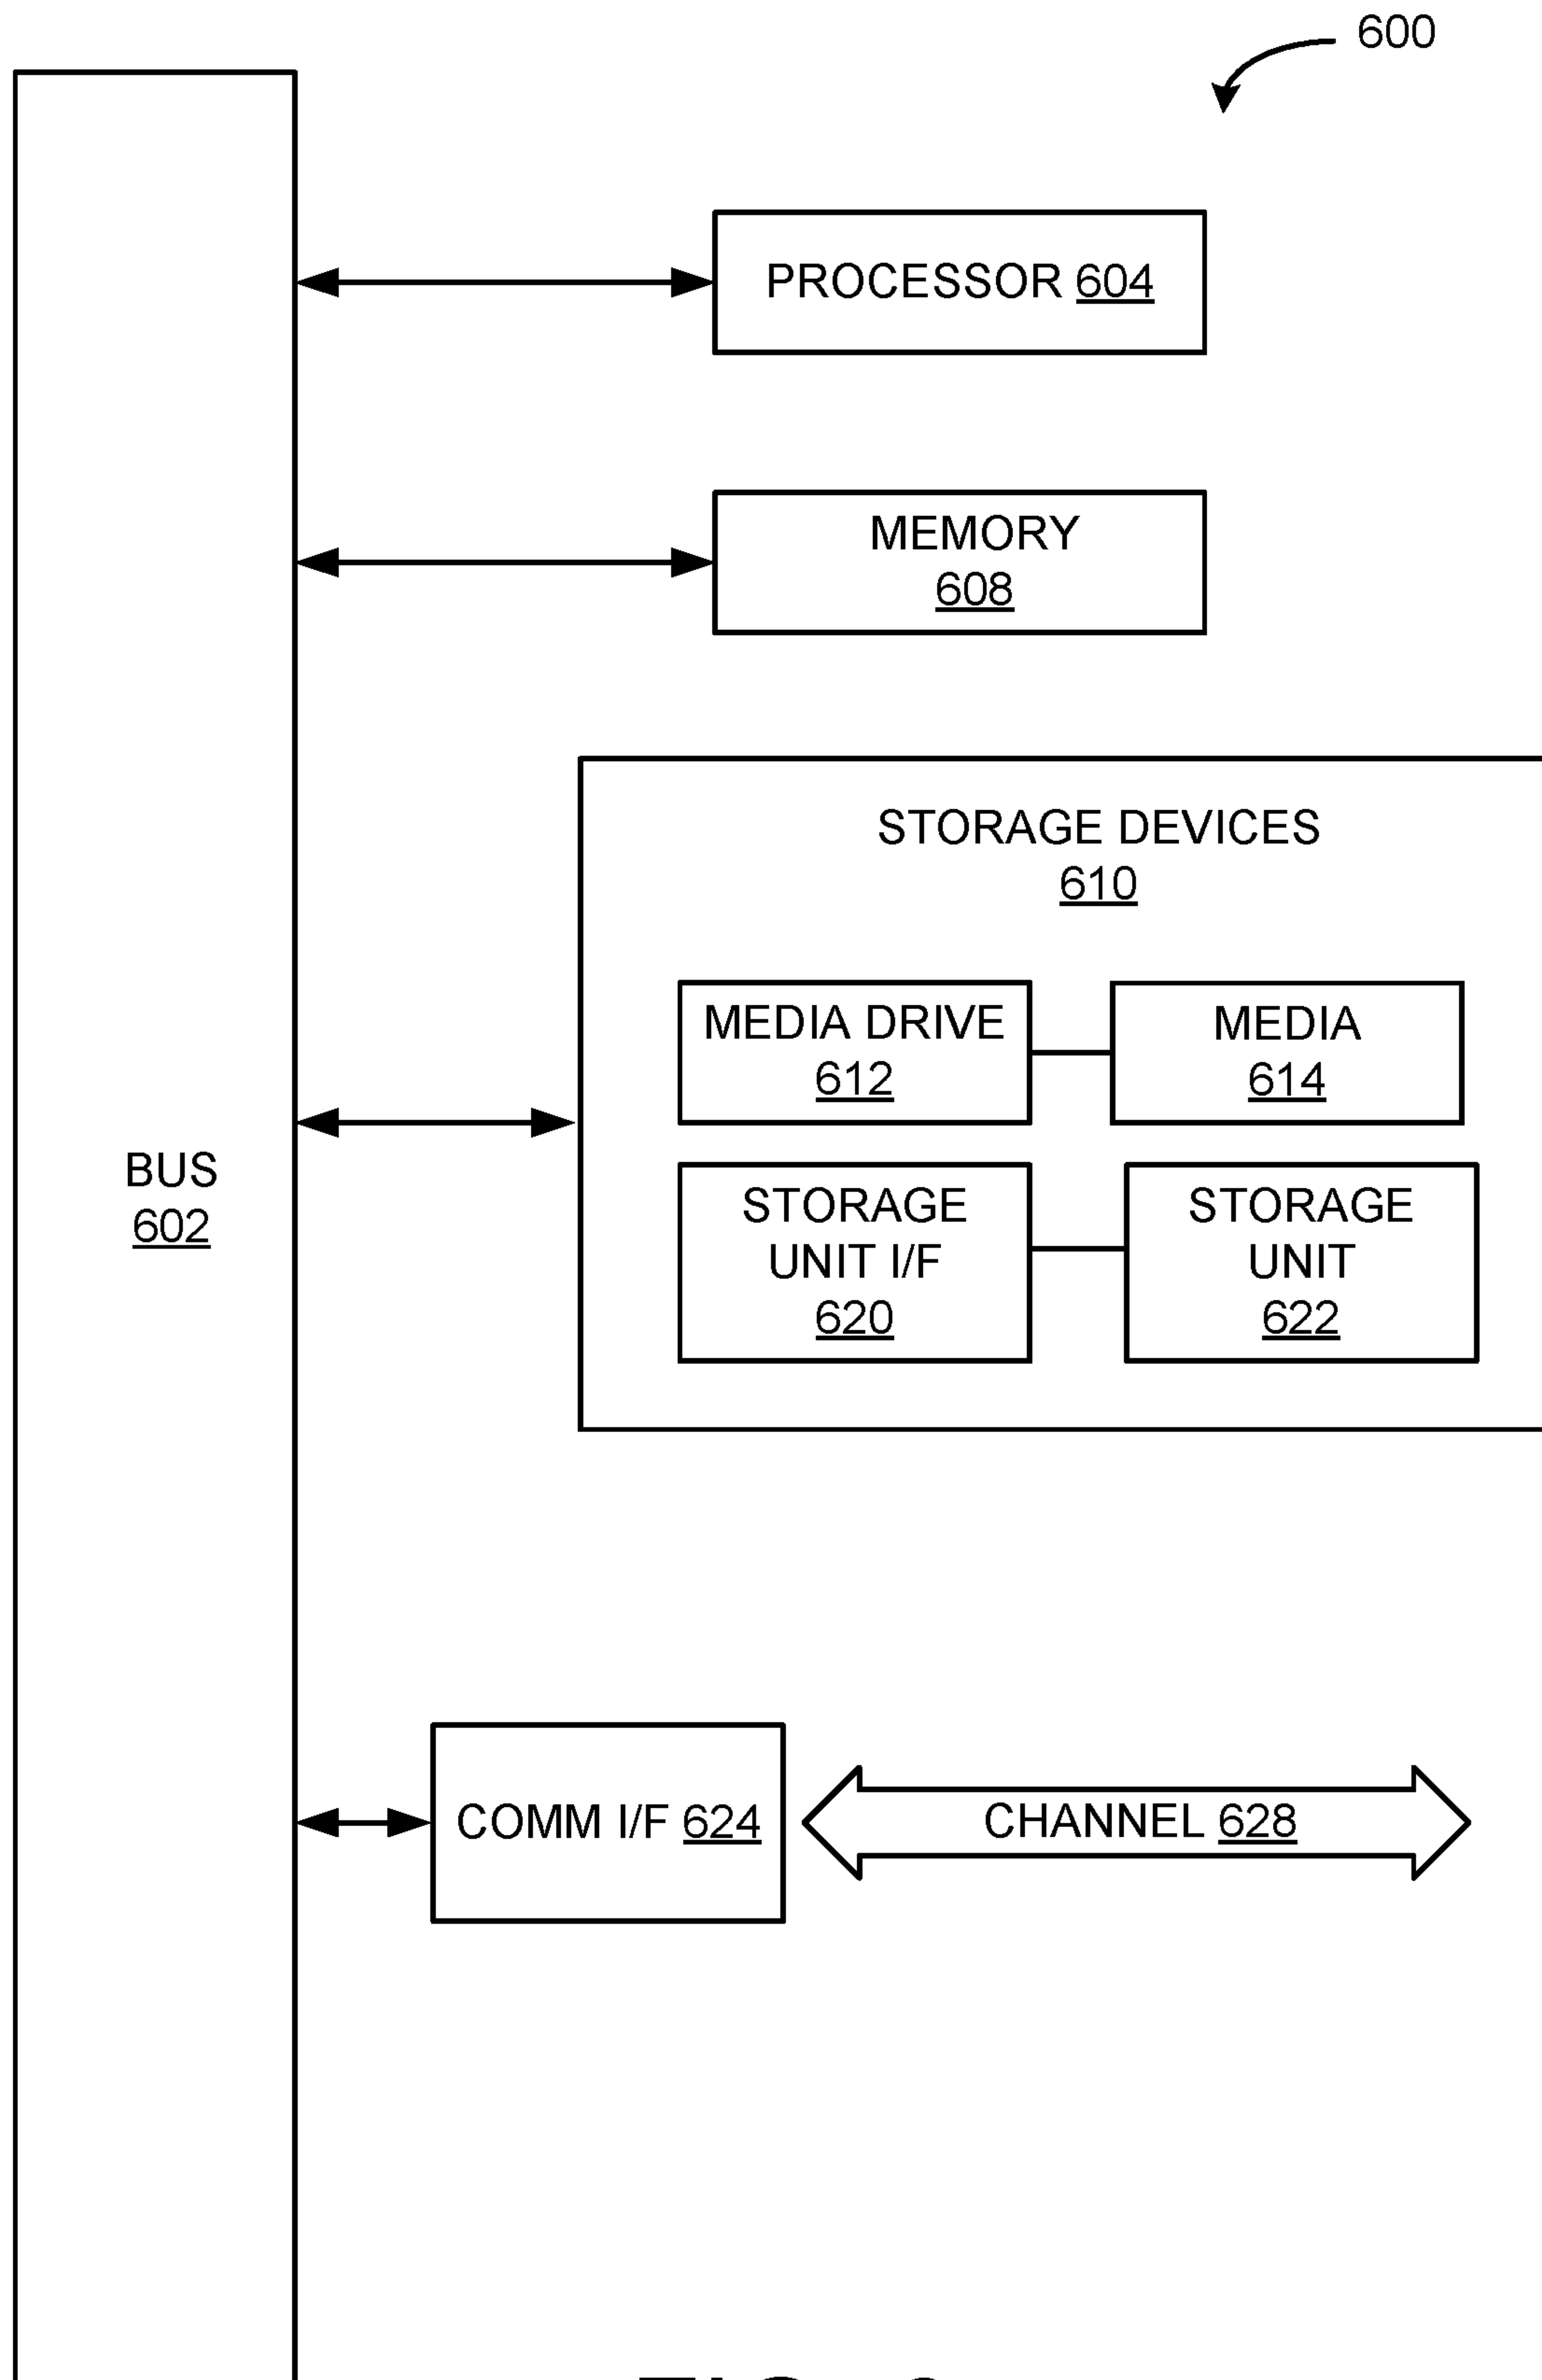 600
PROCESSOR 604
MEMORY
608
STORAGE DEVICES
610
MEDIA DRIVE
612
MEDIA
614
BUS
602
STORAGE
UNIT I/F
620
STORAGE
UNIT
622
COMM I/F 624
CHANNEL 628